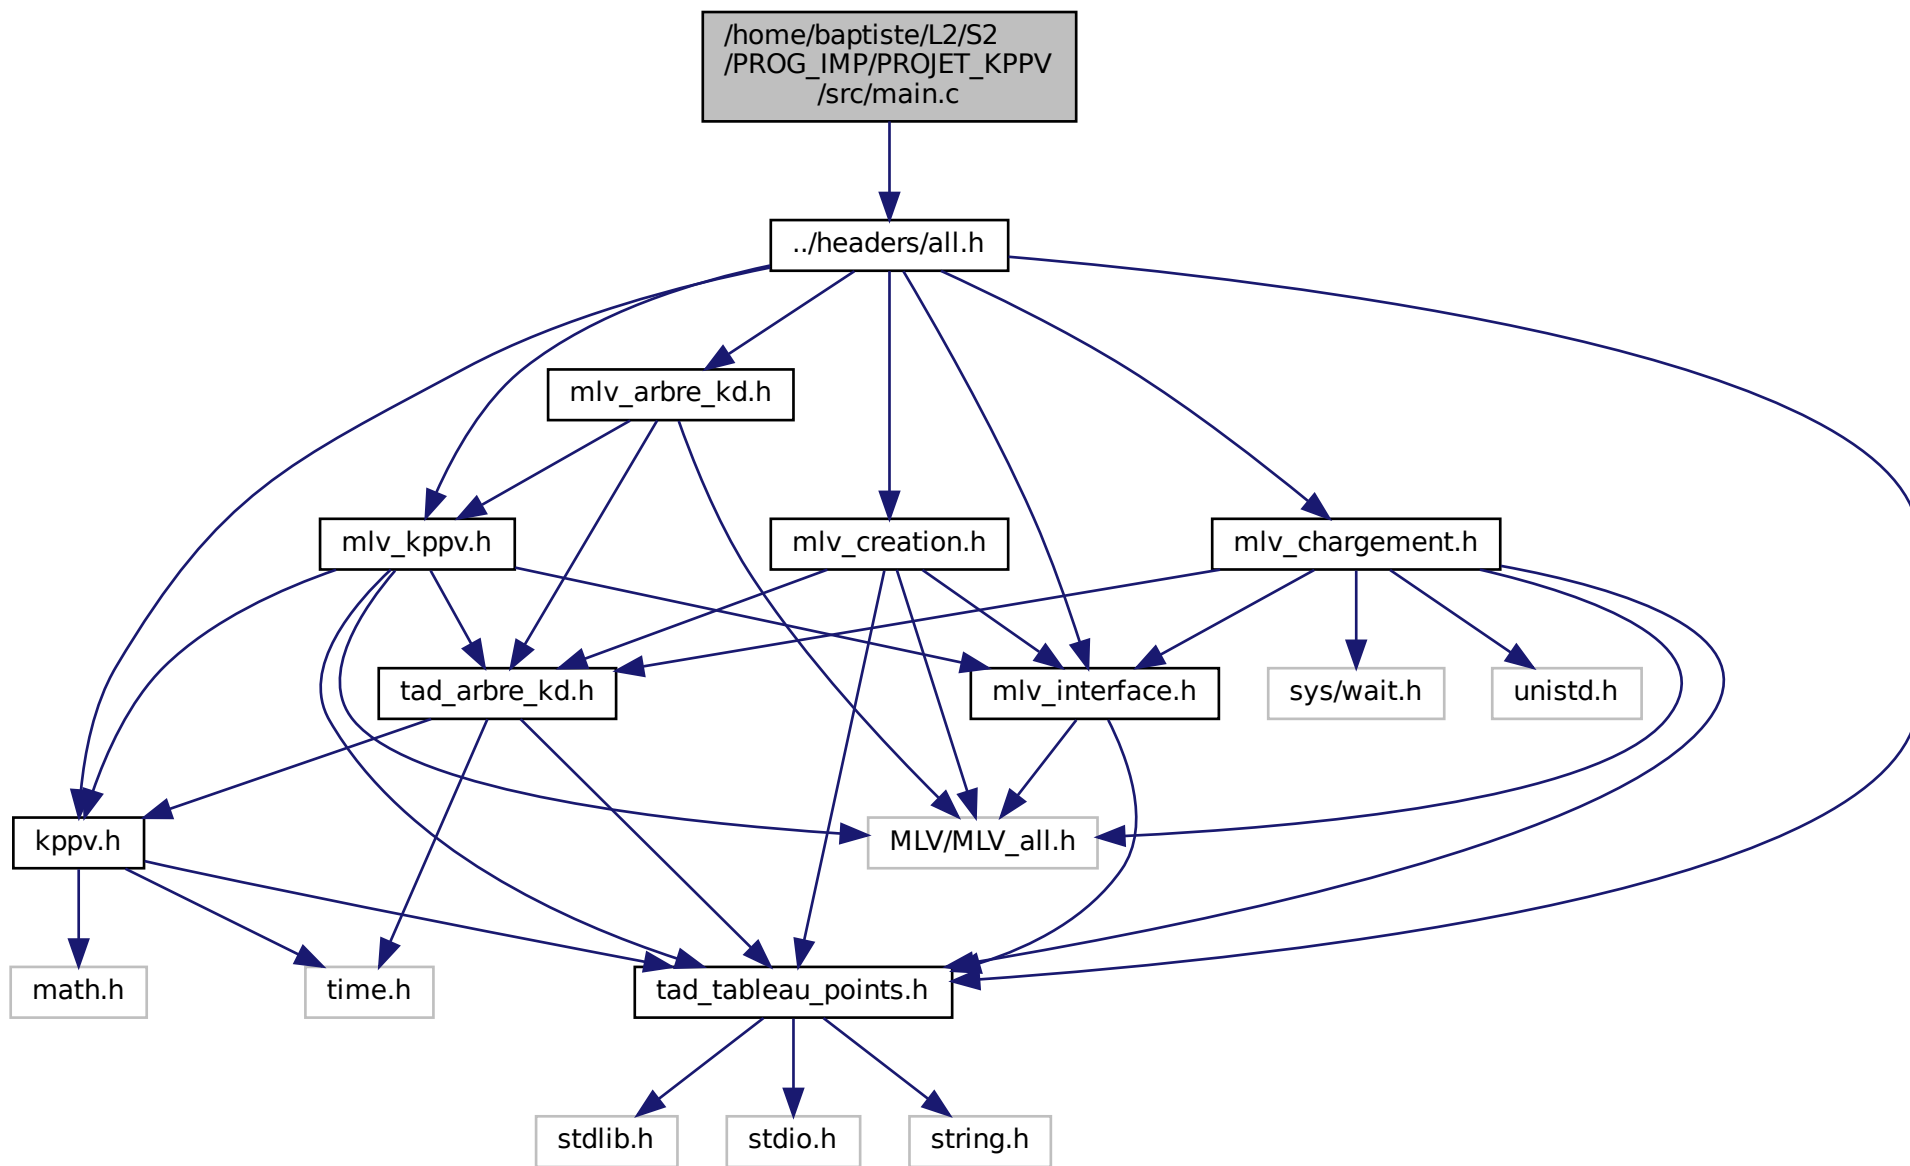 /home/baptiste/L2/S2
/PROG_IMP/PROJET_KPPV
/src/main.c
../headers/all.h
mlv_arbre_kd.h
mlv_kppv.h
mlv_creation.h
mlv_chargement.h
tad_arbre_kd.h
mlv_interface.h
sys/wait.h
unistd.h
kppv.h
MLV/MLV_all.h
math.h
time.h
tad_tableau_points.h
stdlib.h
stdio.h
string.h